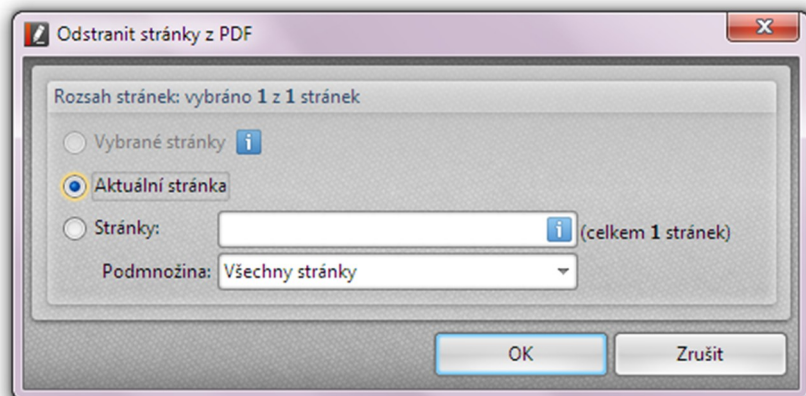 Odstranit stránky z PDF
Rozsah stránek: vybráno 1 z 1 stránek
Vybrané stránky
Aktuální stránka
Stránky: (celkem 1 stránek)
Podmnožina: Všechny stránky
OK Zrušit